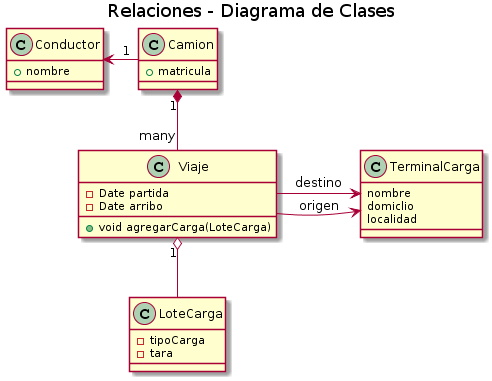 Relaciones - Diagrama de Clases
C Conductor
nombre
1
C Camion
matricula
1
many
C Viaje
Date partida
Date arribo
void agregarCarga(LoteCarga)
destino
origen
C TerminalCarga
nombre
domiclio
localidad
1
C LoteCarga
tipoCarga
tara